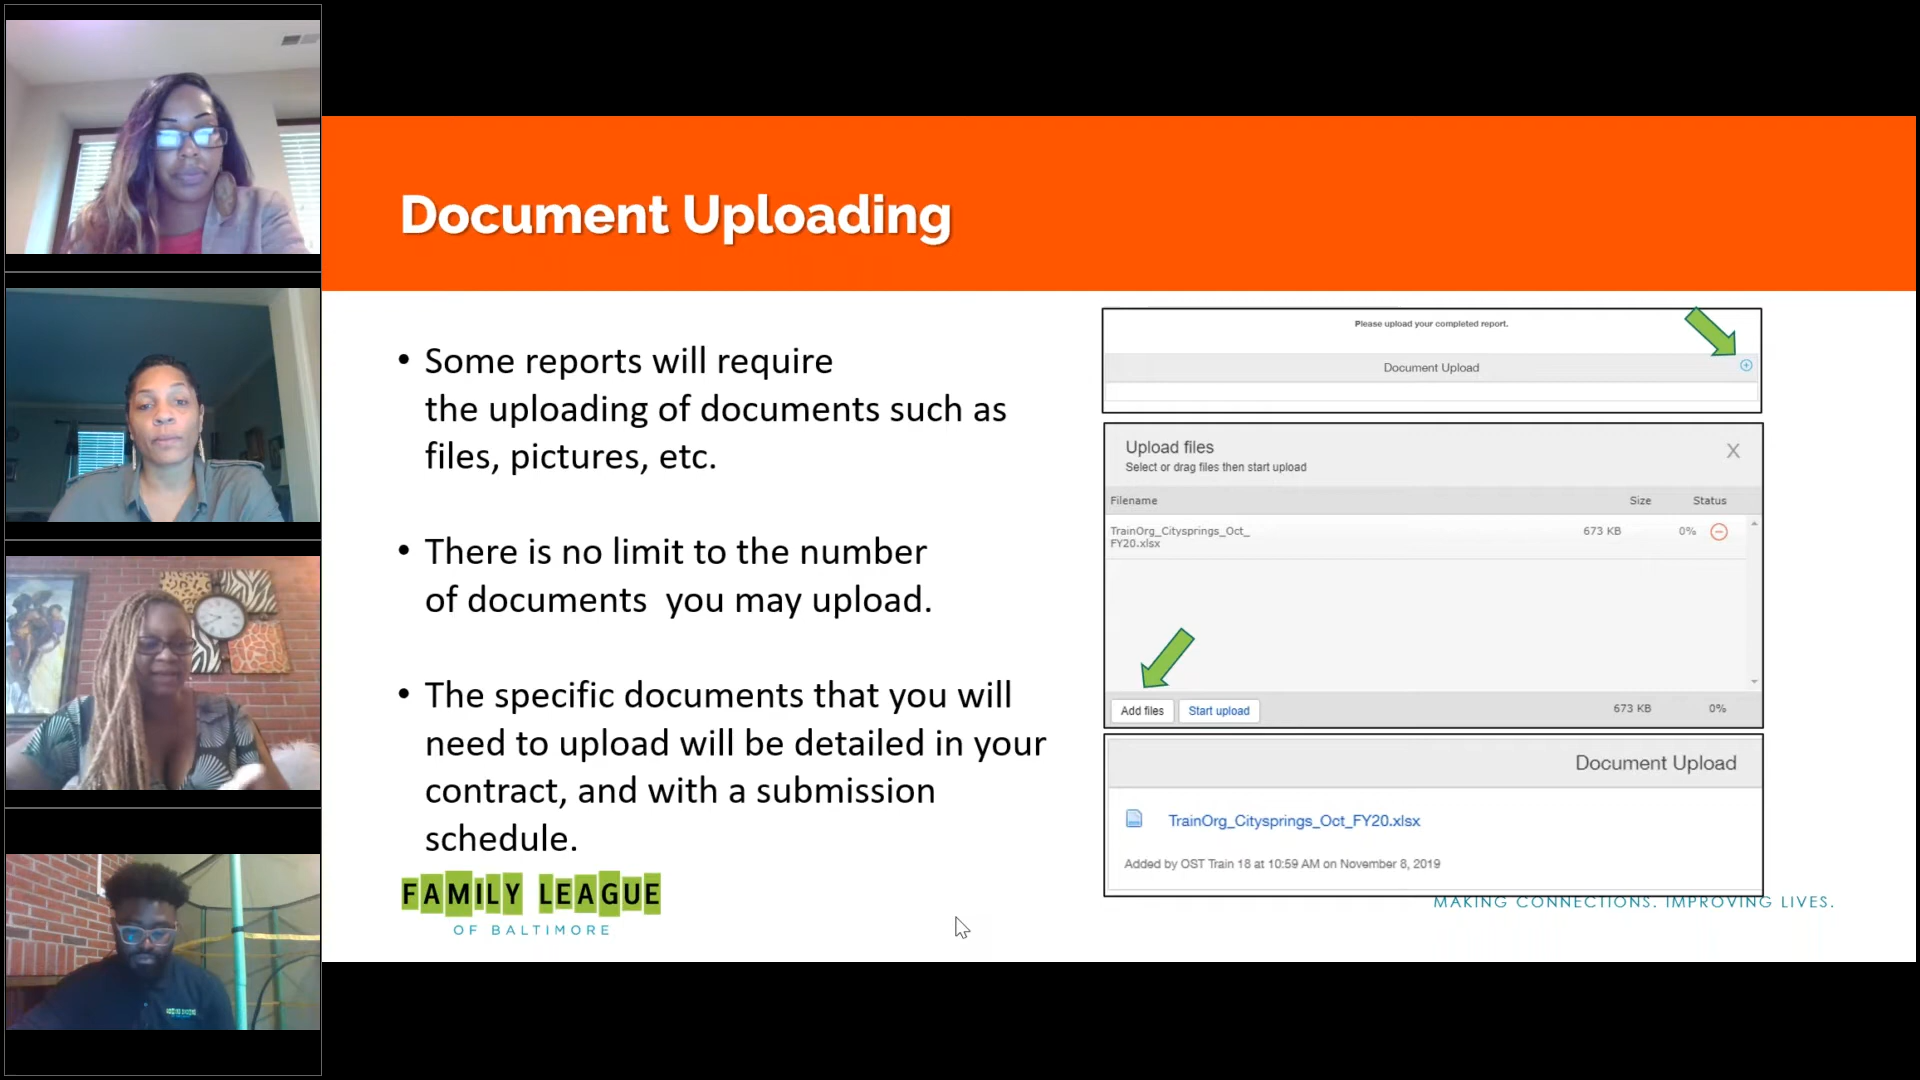 Document Uploading
• Some reports will require
the uploading of documents such as
files, pictures, etc.
• There is no limit to the number
of documents  you may upload.
• The specific documents that you will
need to upload will be detailed in your
contract, and with a submission
schedule.
FAMILY LEAGUE
OF BALTIMORE
Please upload your completed report.
Document Upload
Upload files
X
Select or drag files then start upload
Filename Size Status
TrainOrg_Citysprings_Oct_ 673 KB 0%
FY20.xlsx
Add files Start upload 673 KB 0%
Document Upload
TrainOrg_Citysprings_Oct_FY20.xlsx
Added by OST Train 18 at 10:59 AM on November 8, 2019
MAKING CONNECTIONS. IMPROVING LIVES.